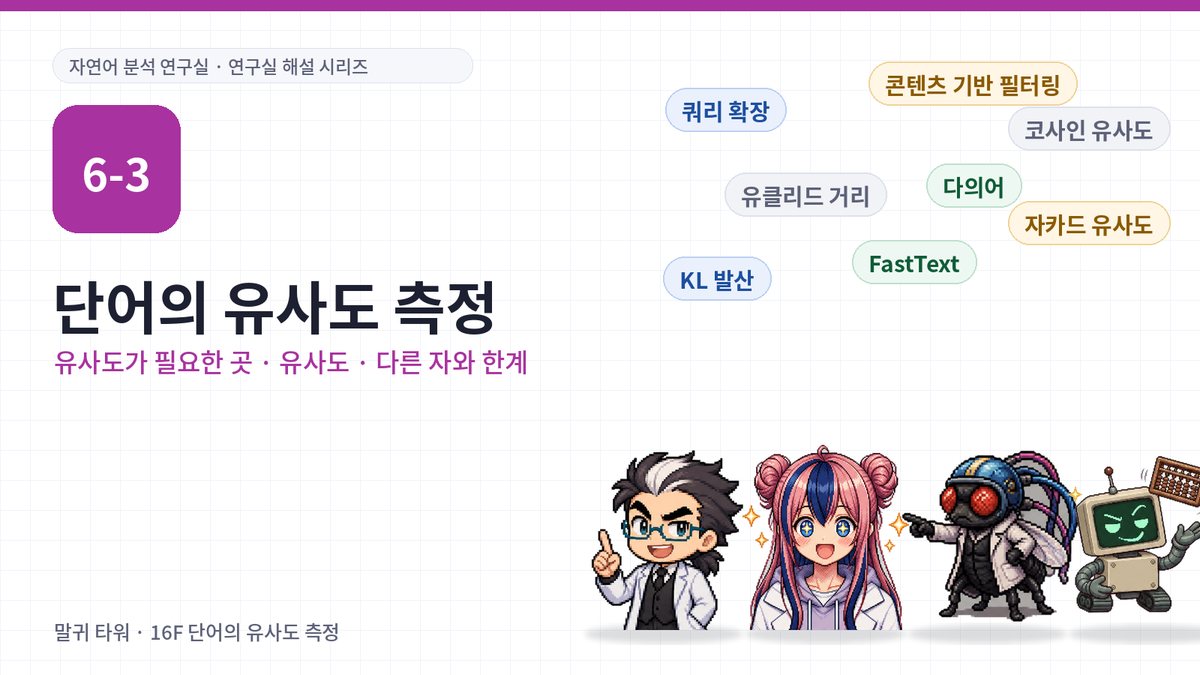 자연어 분석 연구실 · 연구실 해설 시리즈
6-3
단어의 유사도 측정
유사도가 필요한 곳 · 유사도 · 다른 자와 한계
콘텐츠 기반 필터링
쿼리 확장
코사인 유사도
다의어
유클리드 거리
자카드 유사도
FastText
KL 발산
말귀 타워 · 16F 단어의 유사도 측정